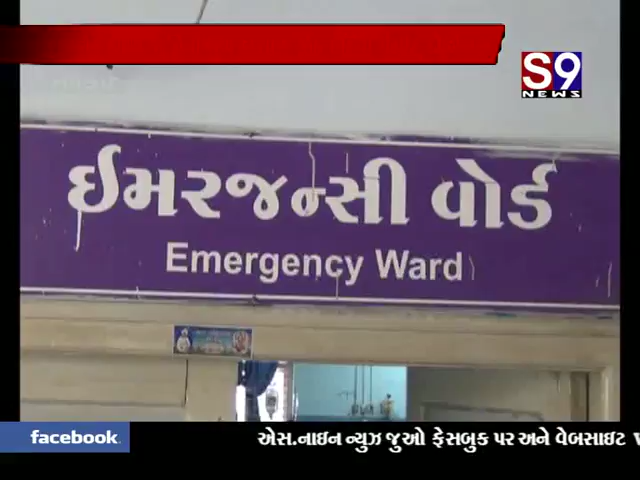 S9
NEWS
ઈમરજન્સી વોર્ડ
Emergency Ward
facebook
એસ.નાઇન ન્યુઝ જુઓ ફેસબુક પર અને વેબસાઇટ